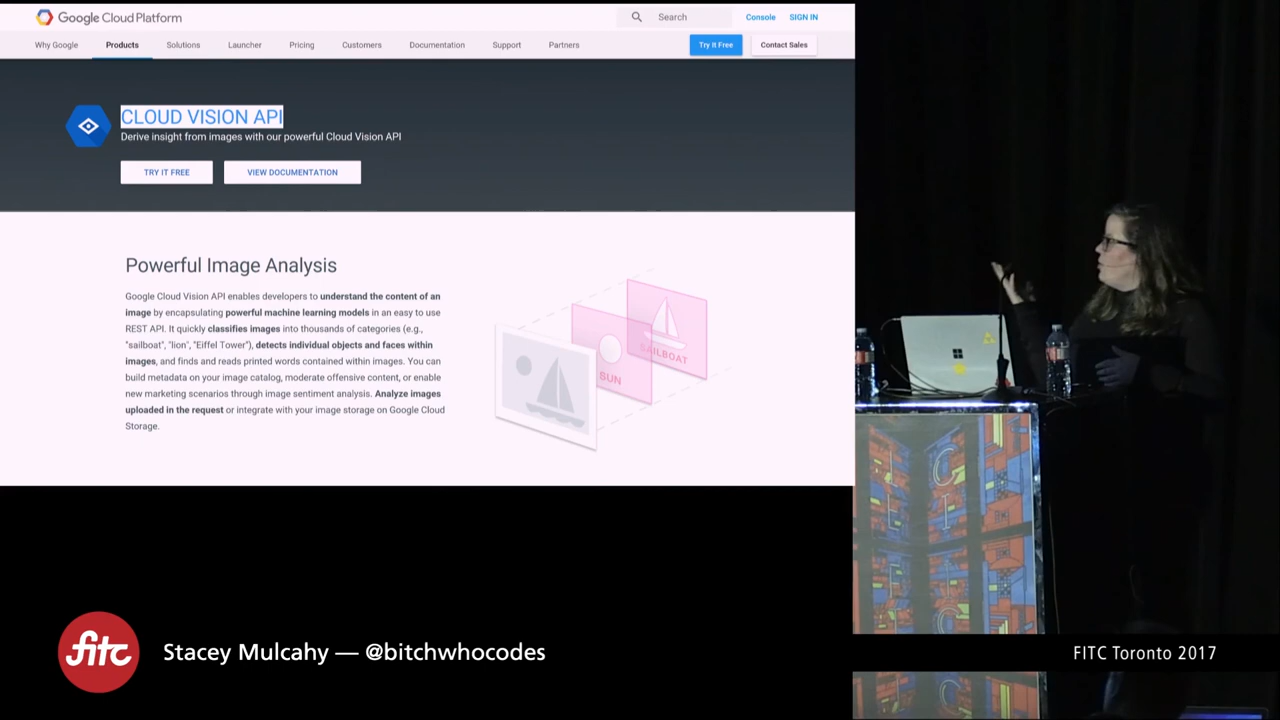 Google Cloud Platform
Search
Console
SIGN IN
Why Google
Products
Solutions
Launcher
Pricing
Customers
Documentation
Support
Partners
Try It Free
Contact Sales
CLOUD VISION API
Derive insight from images with our powerful Cloud Vision API
TRY IT FREE
VIEW DOCUMENTATION
Powerful Image Analysis
Google Cloud Vision API enables developers to understand the content of an
image by encapsulating powerful machine learning models in an easy to use
REST API. It quickly classifies images into thousands of categories (e.g.,
"sailboat", "lion", "Eiffel Tower"), detects individual objects and faces within
images, and finds and reads printed words contained within images. You can
build metadata on your image catalog, moderate offensive content, or enable
new marketing scenarios through image sentiment analysis. Analyze images
uploaded in the request or integrate with your image storage on Google Cloud
Storage.
SAILBOAT
SUN
fitc
Stacey Mulcahy — @bitchwhocodes
FITC Toronto 2017